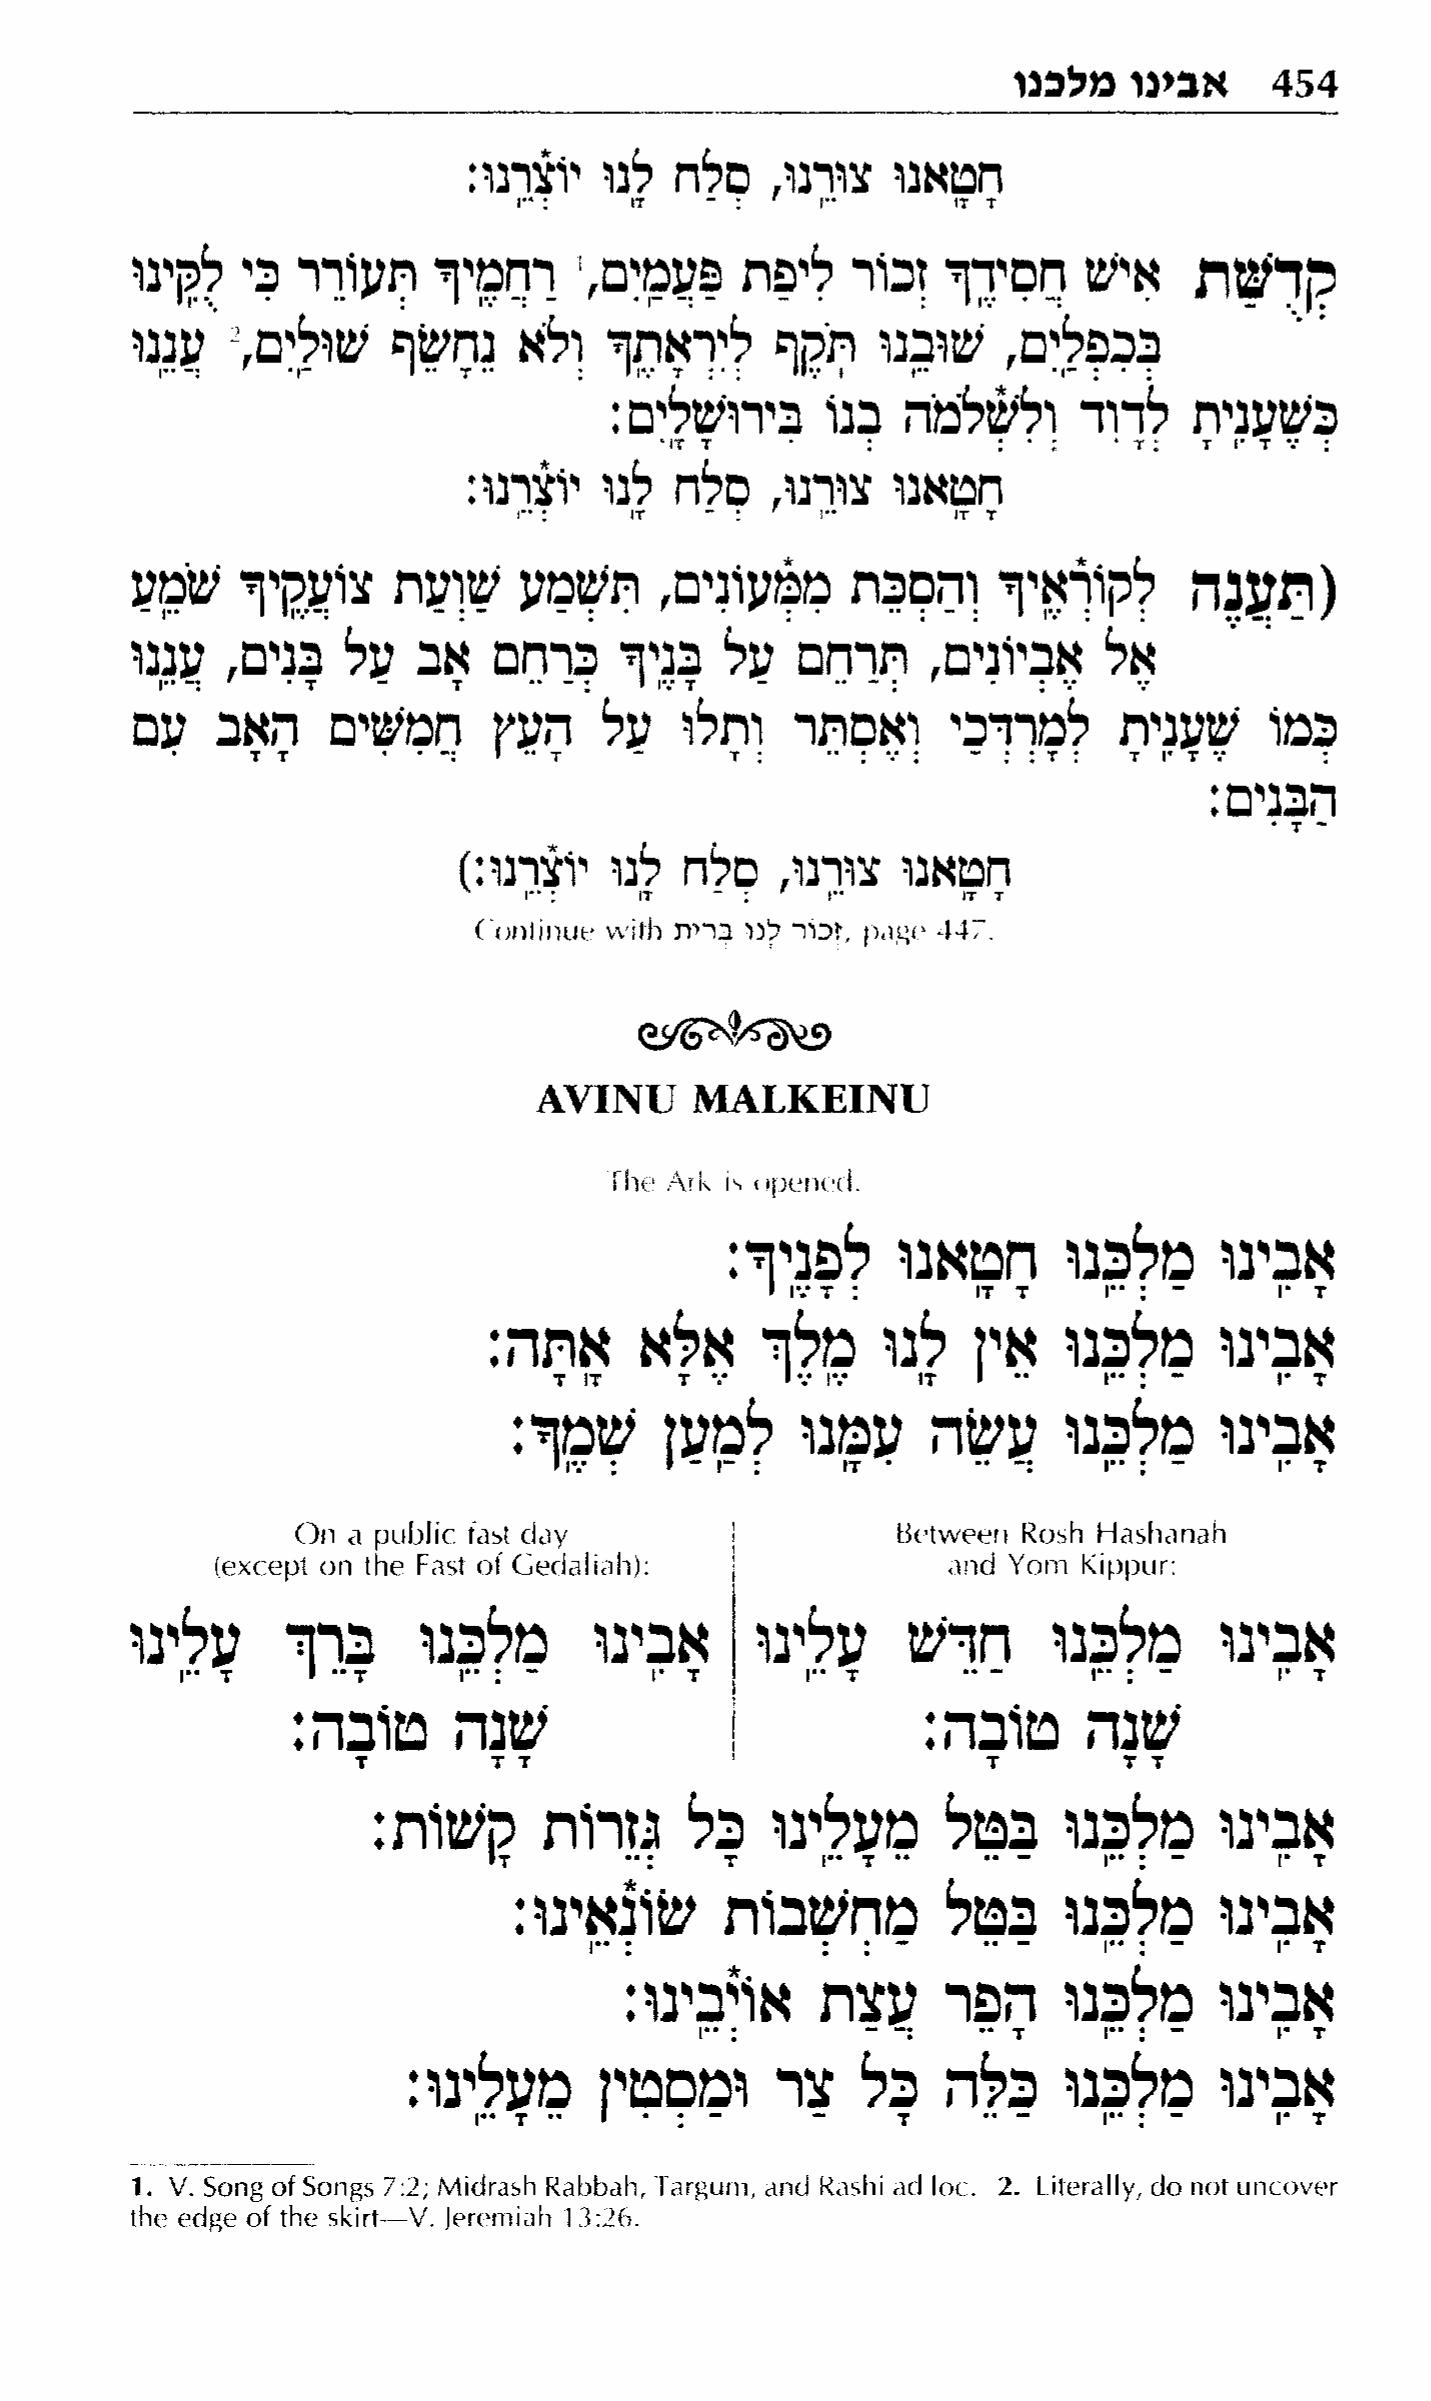 454 אבינו מלכנו
חָטָאנוּ צוּרֵנוּ, סְלַח לָנוּ יוֹצְרֵנוּ:
קְדֻשַּׁת אִישׁ חֲסִידֶךָ זְכוֹר לִיפַת פַּעֲמַיִם,¹ רַחֲמֶיךָ תְּעוֹרֵר כִּי לֻקִּינוּ
בְּכִפְלַיִם, שׁוּבֵנוּ תֹּקֶף לְיִרְאָתֶךָ וְלֹא נֵחָשֵׂף שׁוּלַיִם,² עֲנֵנוּ
כְּשֶׁעָנִיתָ לְדָוִד וְלִשְׁלֹמֹה בְנוֹ בִּירוּשָׁלָיִם:
חָטָאנוּ צוּרֵנוּ, סְלַח לָנוּ יוֹצְרֵנוּ:
(תַּעֲנֶה לְקוֹרְאֶיךָ וְהַסְכֵּת מִמְּעוֹנִים, תִּשְׁמַע שַׁוְעַת צוֹעֲקֶיךָ שֹׁמֵעַ
אֶל אֶבְיוֹנִים, תְּרַחֵם עַל בָּנֶיךָ כְּרַחֵם אָב עַל בָּנִים, עֲנֵנוּ
כְּמוֹ שֶׁעָנִיתָ לְמָרְדְּכַי וְאֶסְתֵּר וְתָלוּ עַל הָעֵץ חֲמִשִּׁים הָאָב עִם
הַבָּנִים:
חָטָאנוּ צוּרֵנוּ, סְלַח לָנוּ יוֹצְרֵנוּ:)
Continue with זְכוֹר לָנוּ בְּרִית, page 447.
AVINU MALKEINU
The Ark is opened.
אָבִינוּ מַלְכֵּנוּ חָטָאנוּ לְפָנֶיךָ:
אָבִינוּ מַלְכֵּנוּ אֵין לָנוּ מֶלֶךְ אֶלָּא אָתָּה:
אָבִינוּ מַלְכֵּנוּ עֲשֵׂה עִמָּנוּ לְמַעַן שְׁמֶךָ:
Between Rosh Hashanah
and Yom Kippur:
אָבִינוּ מַלְכֵּנוּ חַדֵּשׁ עָלֵינוּ
שָׁנָה טוֹבָה:
On a public fast day
(except on the Fast of Gedaliah):
אָבִינוּ מַלְכֵּנוּ בָּרֵךְ עָלֵינוּ
שָׁנָה טוֹבָה:
אָבִינוּ מַלְכֵּנוּ בַּטֵּל מֵעָלֵינוּ כָּל גְּזֵרוֹת קָשׁוֹת:
אָבִינוּ מַלְכֵּנוּ בַּטֵּל מַחְשְׁבוֹת שׂוֹנְאֵינוּ:
אָבִינוּ מַלְכֵּנוּ הָפֵר עֲצַת אוֹיְבֵינוּ:
אָבִינוּ מַלְכֵּנוּ כַּלֵּה כָּל צַר וּמַסְטִין מֵעָלֵינוּ:
1. V. Song of Songs 7:2; Midrash Rabbah, Targum, and Rashi ad loc. 2. Literally, do not uncover
the edge of the skirt—V. Jeremiah 13:26.